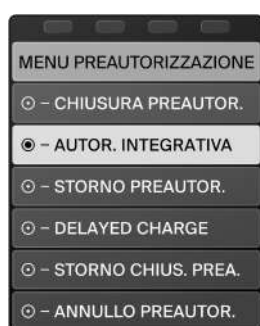 MENU PREAUTORIZZAZIONE
– CHIUSURA PREAUTOR.
– AUTOR. INTEGRATIVA
– STORNO PREAUTOR.
– DELAYED CHARGE
– STORNO CHIUS. PREA.
– ANNULLO PREAUTOR.